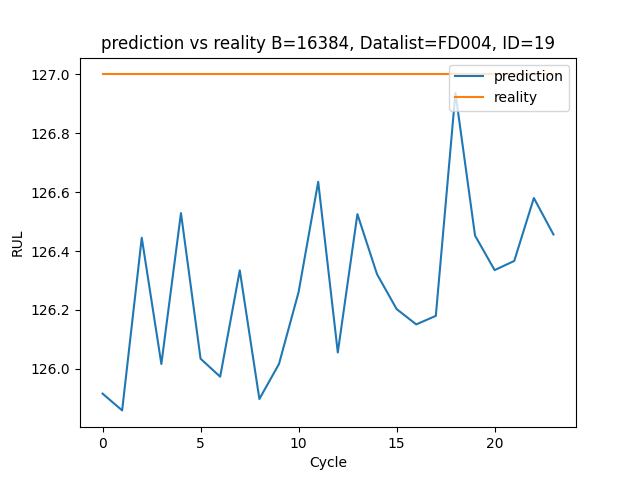 prediction vs reality B=16384, Datalist=FD004, ID=19
127.0
126.8
126.6
126.4
126.2
126.0
RUL
prediction
reality
0 5 10 15 20
Cycle